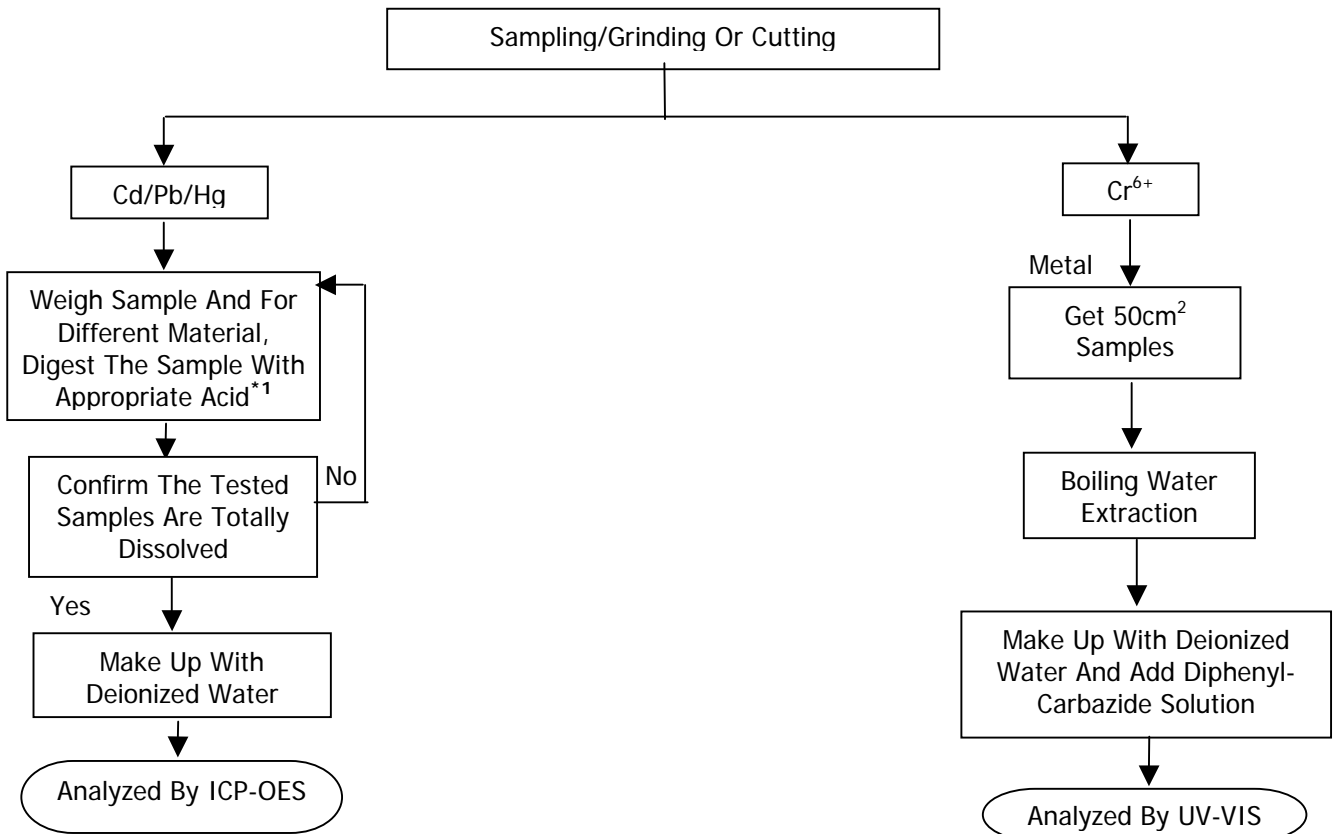 Sampling/Grinding Or Cutting
Cd/Pb/Hg
Weigh Sample And For
Different Material,
Digest The Sample With
Appropriate Acid*1
Confirm The Tested
Samples Are Totally
Dissolved
No
Yes
Make Up With
Deionized Water
Analyzed By ICP-OES
Cr6+
Metal
Get 50cm2
Samples
Boiling Water
Extraction
Make Up With Deionized
Water And Add Diphenyl-
Carbazide Solution
Analyzed By UV-VIS